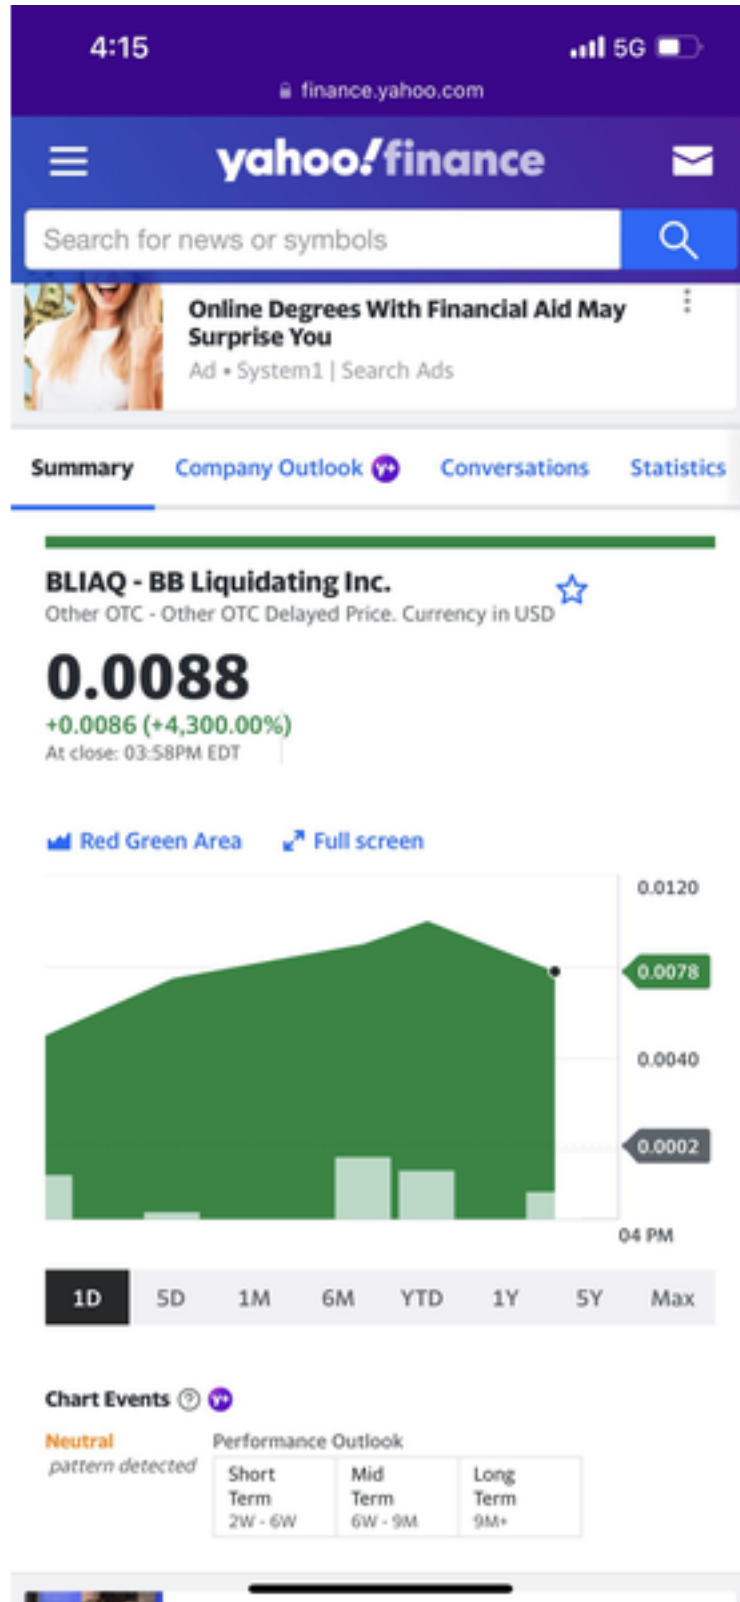 4:15
5G
finance.yahoo.com
yahoo!finance
Search for news or symbols
Online Degrees With Financial Aid May
Surprise You
Ad • System1 | Search Ads
Summary Company Outlook Y+ Conversations Statistics
BLIAQ - BB Liquidating Inc.
Other OTC - Other OTC Delayed Price. Currency in USD
0.0088
+0.0086 (+4,300.00%)
At close: 03:58PM EDT
Red Green Area Full screen
0.0120
0.0078
0.0040
0.0002
04 PM
1D 5D 1M 6M YTD 1Y 5Y Max
Chart Events ? Y+
Neutral
pattern detected
Performance Outlook
Short
Term
2W - 6W
Mid
Term
6W - 9M
Long
Term
9M+